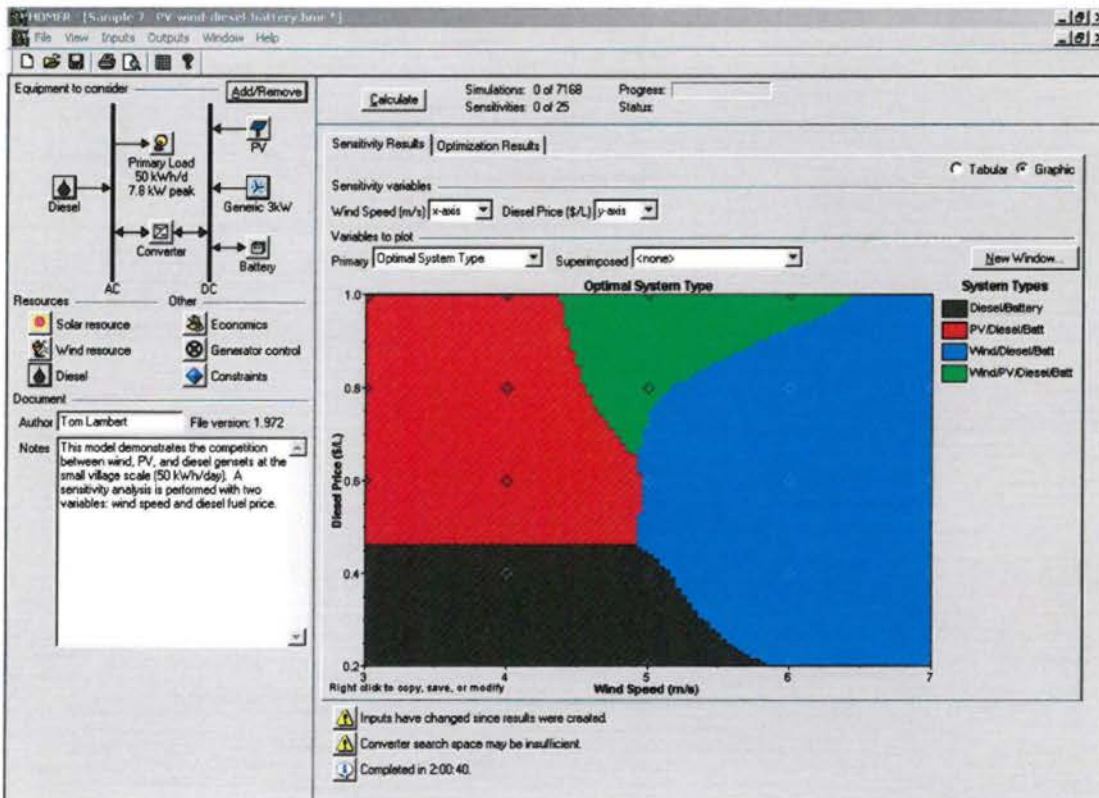 HOMER - [Sample 7 - PV-wind-diesel-battery.hmr *]
File View Inputs Outputs Window Help
Equipment to consider
Add/Remove
Primary Load
50 kWh/d
7.8 kW peak
PV
Diesel
Generic 3kW
Converter
Battery
AC
DC
Resources
Other
Solar resource
Economics
Wind resource
Generator control
Diesel
Constraints
Document
Author Tom Lambert File version: 1.972
Notes
This model demonstrates the competition
between wind, PV, and diesel gensets at the
small village scale (50 kWh/day). A
sensitivity analysis is performed with two
variables: wind speed and diesel fuel price.
Calculate
Simulations: 0 of 7168 Progress:
Sensitivities: 0 of 25 Status:
Sensitivity Results Optimization Results
Tabular Graphic
Sensitivity variables
Wind Speed (m/s) x-axis Diesel Price ($/L) y-axis
Variables to plot
Primary Optimal System Type Superimposed <none>
New Window...
Optimal System Type
System Types
Diesel/Battery
PV/Diesel/Batt
Wind/Diesel/Batt
Wind/PV/Diesel/Batt
1.0
0.8
0.6
0.4
0.2
Diesel Price ($/L)
3 4 5 6 7
Right click to copy, save, or modify
Wind Speed (m/s)
Inputs have changed since results were created.
Converter search space may be insufficient.
Completed in 2:00:40.